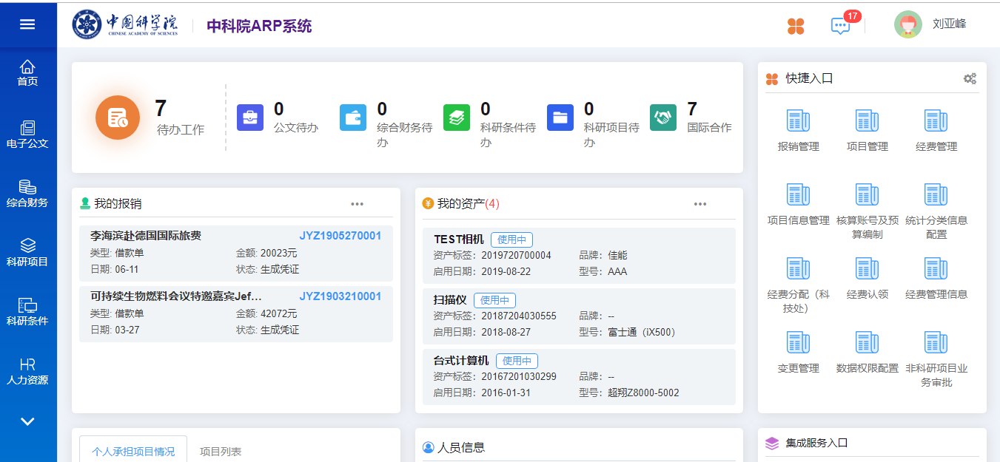 中国科学院
CHINESE ACADEMY OF SCIENCES
中科院ARP系统
17
刘亚峰
首页
电子公文
综合财务
科研项目
科研条件
HR
人力资源
7
待办工作
0
公文待办
0
综合财务待
办
0
科研条件待
办
0
科研项目待
办
7
国际合作
我的报销
李海滨赴德国国际旅费 JYZ1905270001
类型: 借款单 金额: 20023元
日期: 06-11 状态: 生成凭证
可持续生物燃料会议特邀嘉宾Jef... JYZ1903210001
类型: 借款单 金额: 42072元
日期: 03-27 状态: 生成凭证
¥ 我的资产(4)
TEST相机 使用中
资产标签: 2019720700004 品牌: 佳能
启用日期: 2019-08-22 型号: AAA
扫描仪 使用中
资产标签: 20187204030555 品牌: --
启用日期: 2018-08-27 型号: 富士通（iX500）
台式计算机 使用中
资产标签: 20167201030299 品牌: --
启用日期: 2016-01-31 型号: 超翔Z8000-5002
快捷入口
报销管理 项目管理 经费管理
项目信息管理 核算账号及预 统计分类信息
算编制 配置
经费分配（科 经费认领 经费管理信息
技处）
变更管理 数据权限配置 非科研项目业
务审批
个人承担项目情况 项目列表
人员信息
集成服务入口